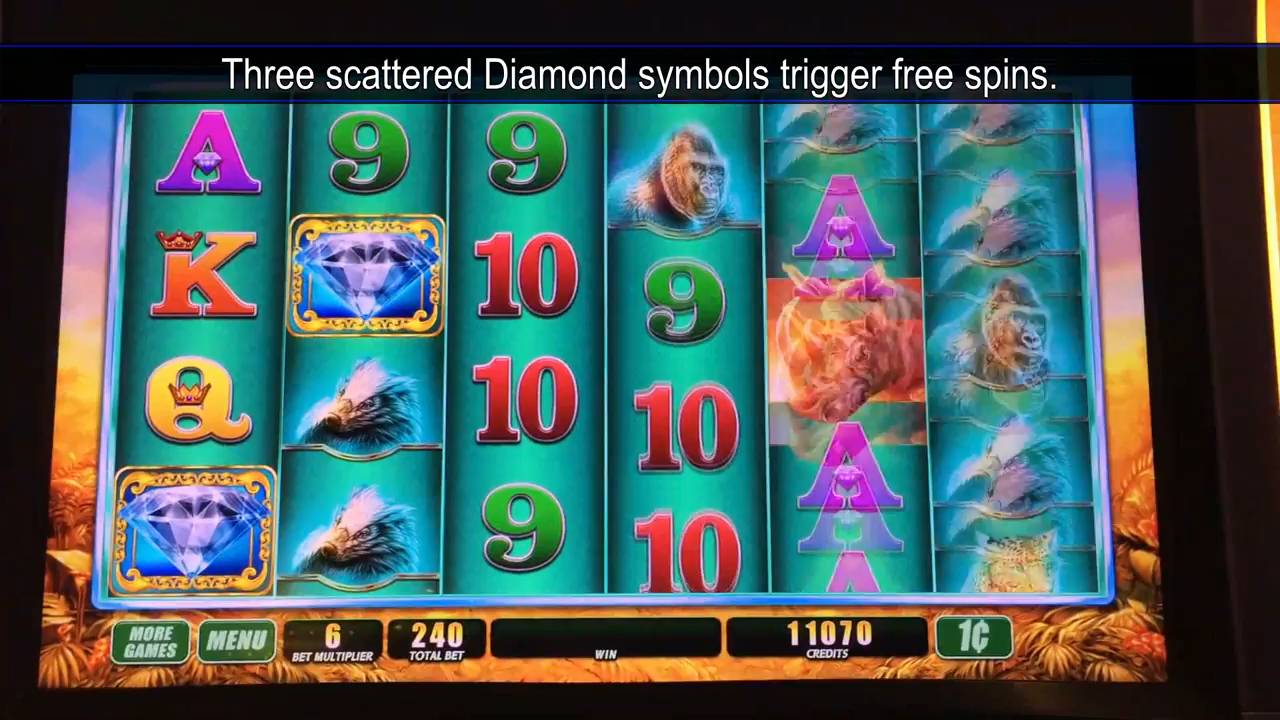 Three scattered Diamond symbols trigger free spins.
A 9 9
A
K 10
9
Q 10
10
A
9
10
A
A
MORE GAMES MENU 6 BET MULTIPLIER 240 TOTAL BET WIN 11070 CREDITS 1¢